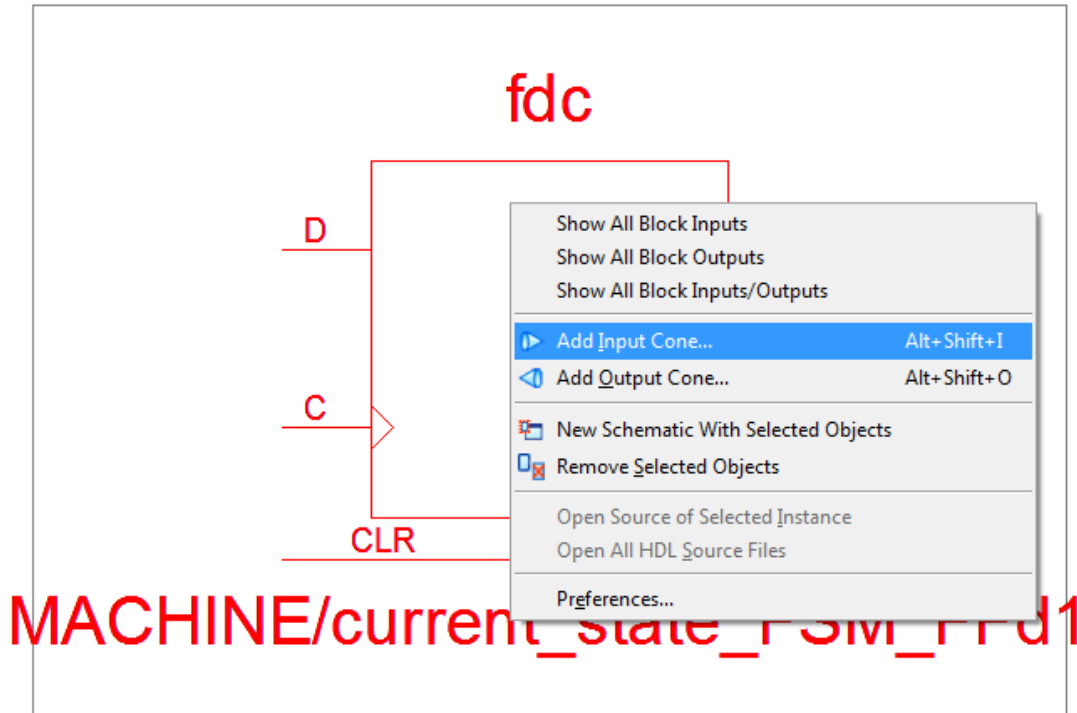 fdc
D
Show All Block Inputs
Show All Block Outputs
Show All Block Inputs/Outputs
Add Input Cone... Alt+Shift+I
C
Add Output Cone... Alt+Shift+O
New Schematic With Selected Objects
Remove Selected Objects
Open Source of Selected Instance
CLR
Open All HDL Source Files
Preferences...
MACHINE/current_state_FSM_FFd1